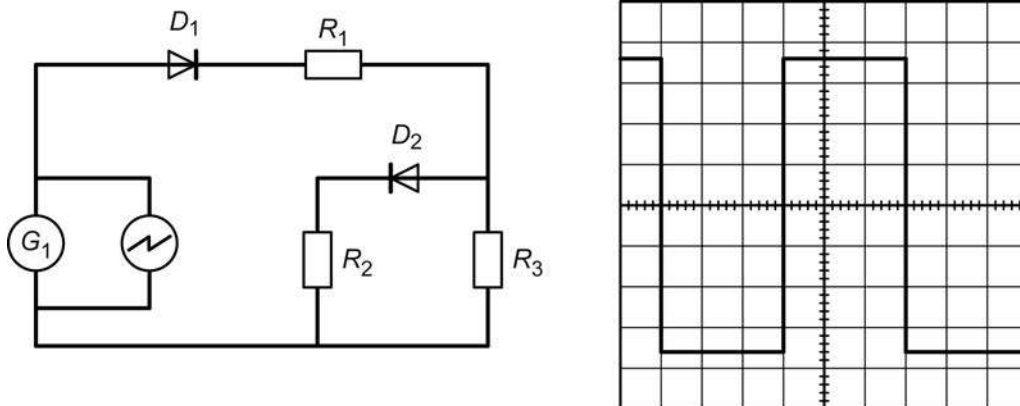 D₁
R₁
D₂
G₁
R₂
R₃